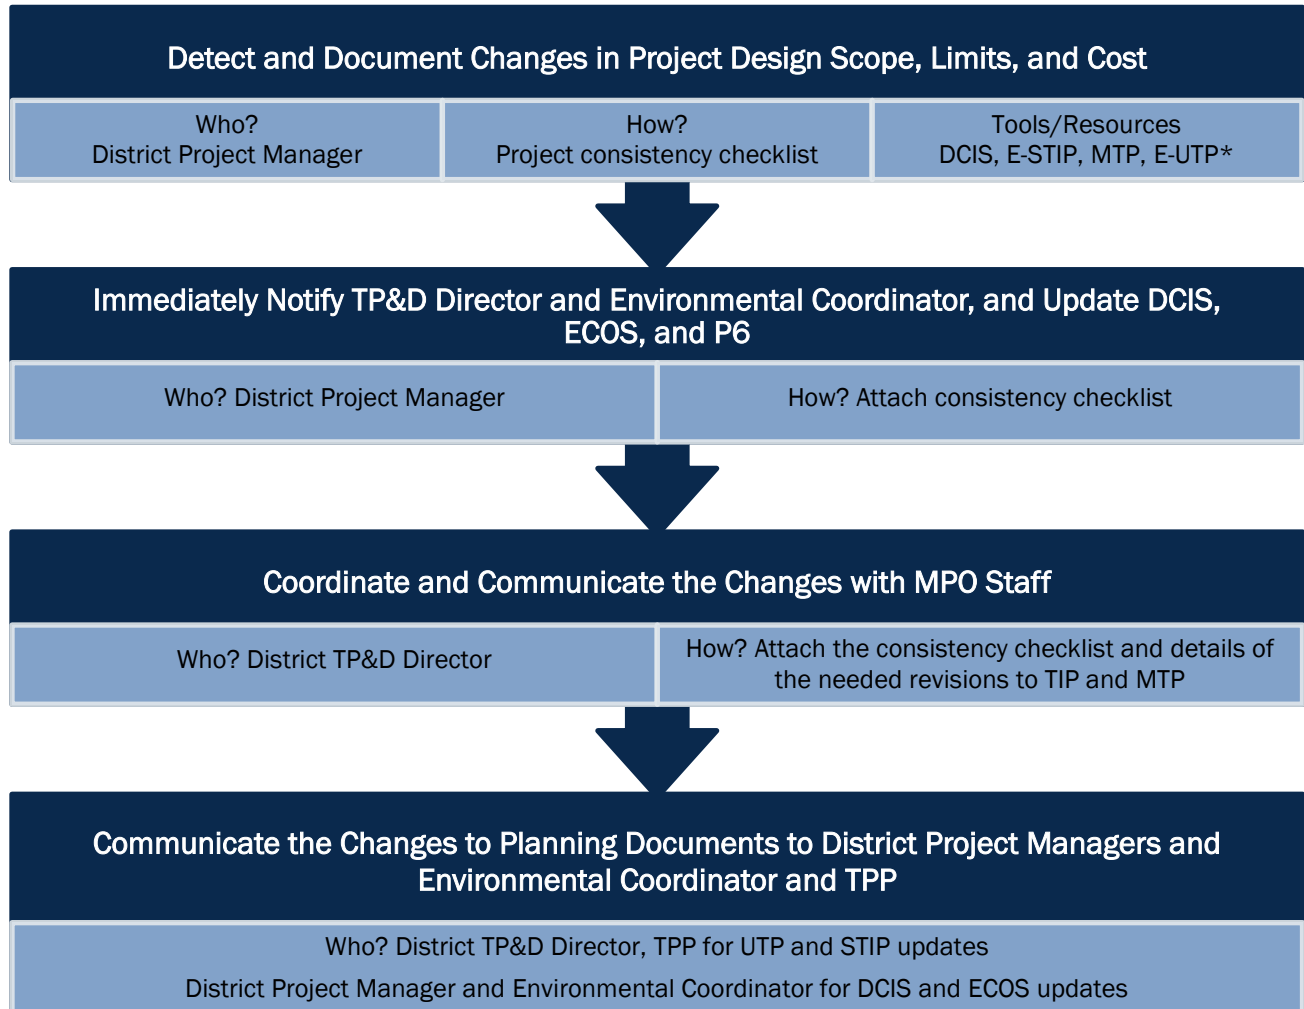 Detect and Document Changes in Project Design Scope, Limits, and Cost
Who?
District Project Manager
How?
Project consistency checklist
Tools/Resources
DCIS, E-STIP, MTP, E-UTP*
Immediately Notify TP&D Director and Environmental Coordinator, and Update DCIS,
ECOS, and P6
Who? District Project Manager
How? Attach consistency checklist
Coordinate and Communicate the Changes with MPO Staff
Who? District TP&D Director
How? Attach the consistency checklist and details of
the needed revisions to TIP and MTP
Communicate the Changes to Planning Documents to District Project Managers and
Environmental Coordinator and TPP
Who? District TP&D Director, TPP for UTP and STIP updates
District Project Manager and Environmental Coordinator for DCIS and ECOS updates